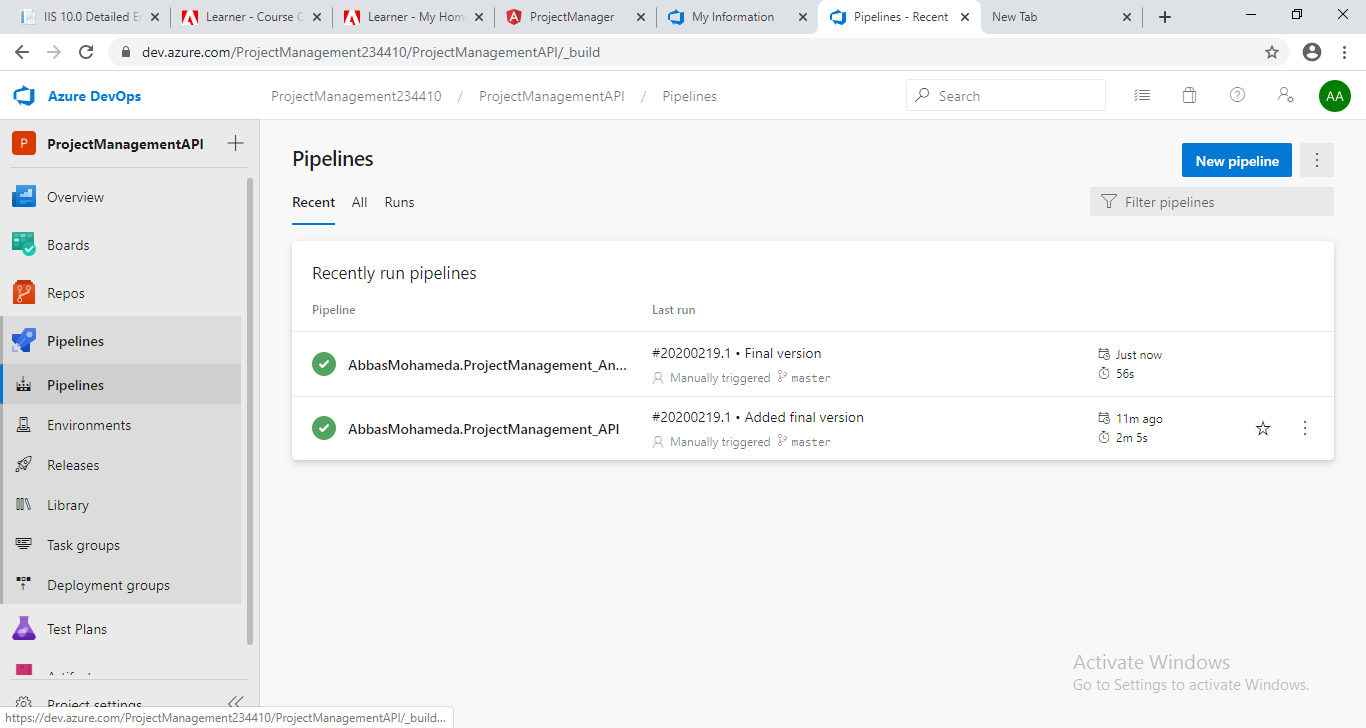 IIS 10.0 Detailed E
Learner - Course C
Learner - My Hom
ProjectManager
My Information
Pipelines - Recent
New Tab
dev.azure.com/ProjectManagement234410/ProjectManagementAPI/_build
Azure DevOps
ProjectManagement234410 / ProjectManagementAPI / Pipelines
Search
AA
P ProjectManagementAPI
Overview
Boards
Repos
Pipelines
Pipelines
Environments
Releases
Library
Task groups
Deployment groups
Test Plans
Project settings
https://dev.azure.com/ProjectManagement234410/ProjectManagementAPI/_build...
Pipelines
New pipeline
Recent All Runs
Filter pipelines
Recently run pipelines
Pipeline Last run
AbbasMohameda.ProjectManagement_An...
#20200219.1 • Final version
Manually triggered master
Just now
56s
AbbasMohameda.ProjectManagement_API
#20200219.1 • Added final version
Manually triggered master
11m ago
2m 5s
Activate Windows
Go to Settings to activate Windows.